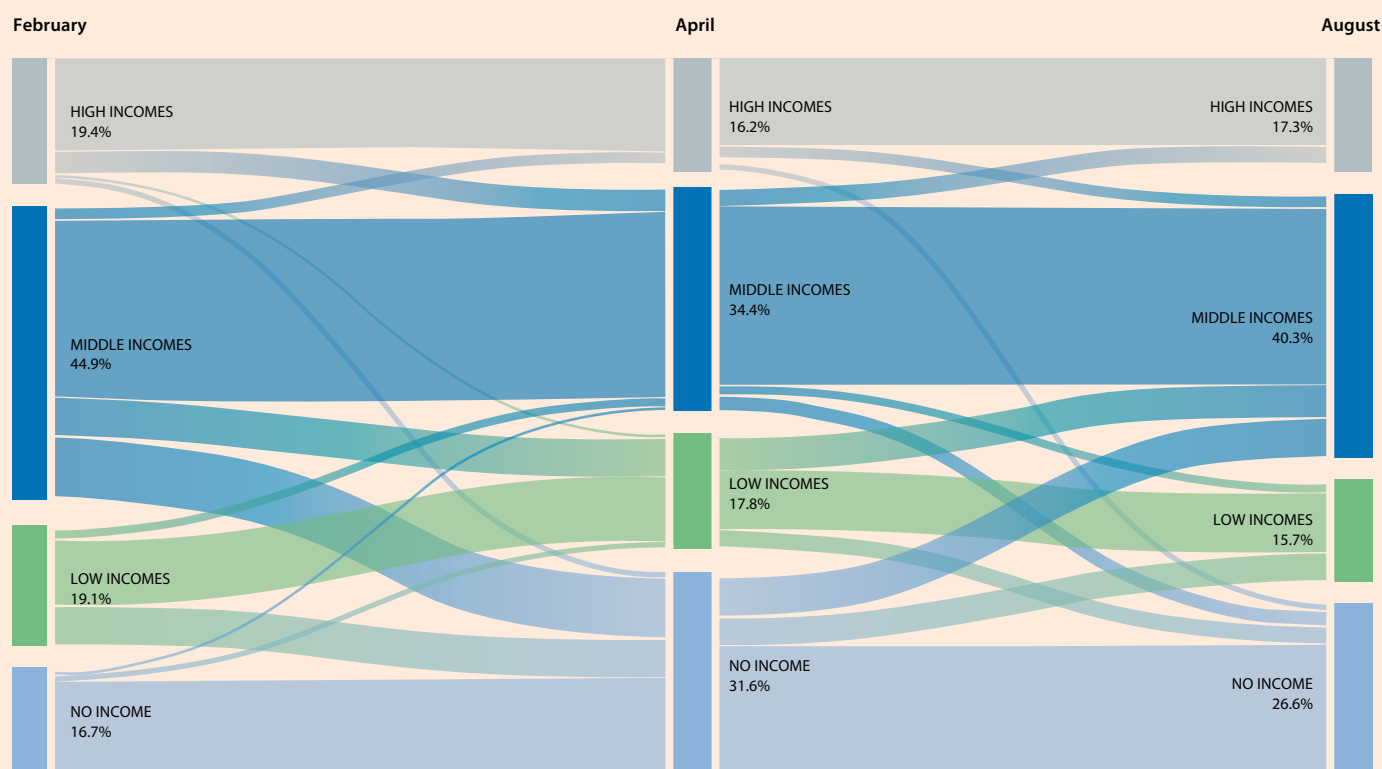 February
April
August
HIGH INCOMES
19.4%
MIDDLE INCOMES
44.9%
LOW INCOMES
19.1%
NO INCOME
16.7%
HIGH INCOMES
16.2%
MIDDLE INCOMES
34.4%
LOW INCOMES
17.8%
NO INCOME
31.6%
HIGH INCOMES
17.3%
MIDDLE INCOMES
40.3%
LOW INCOMES
15.7%
NO INCOME
26.6%